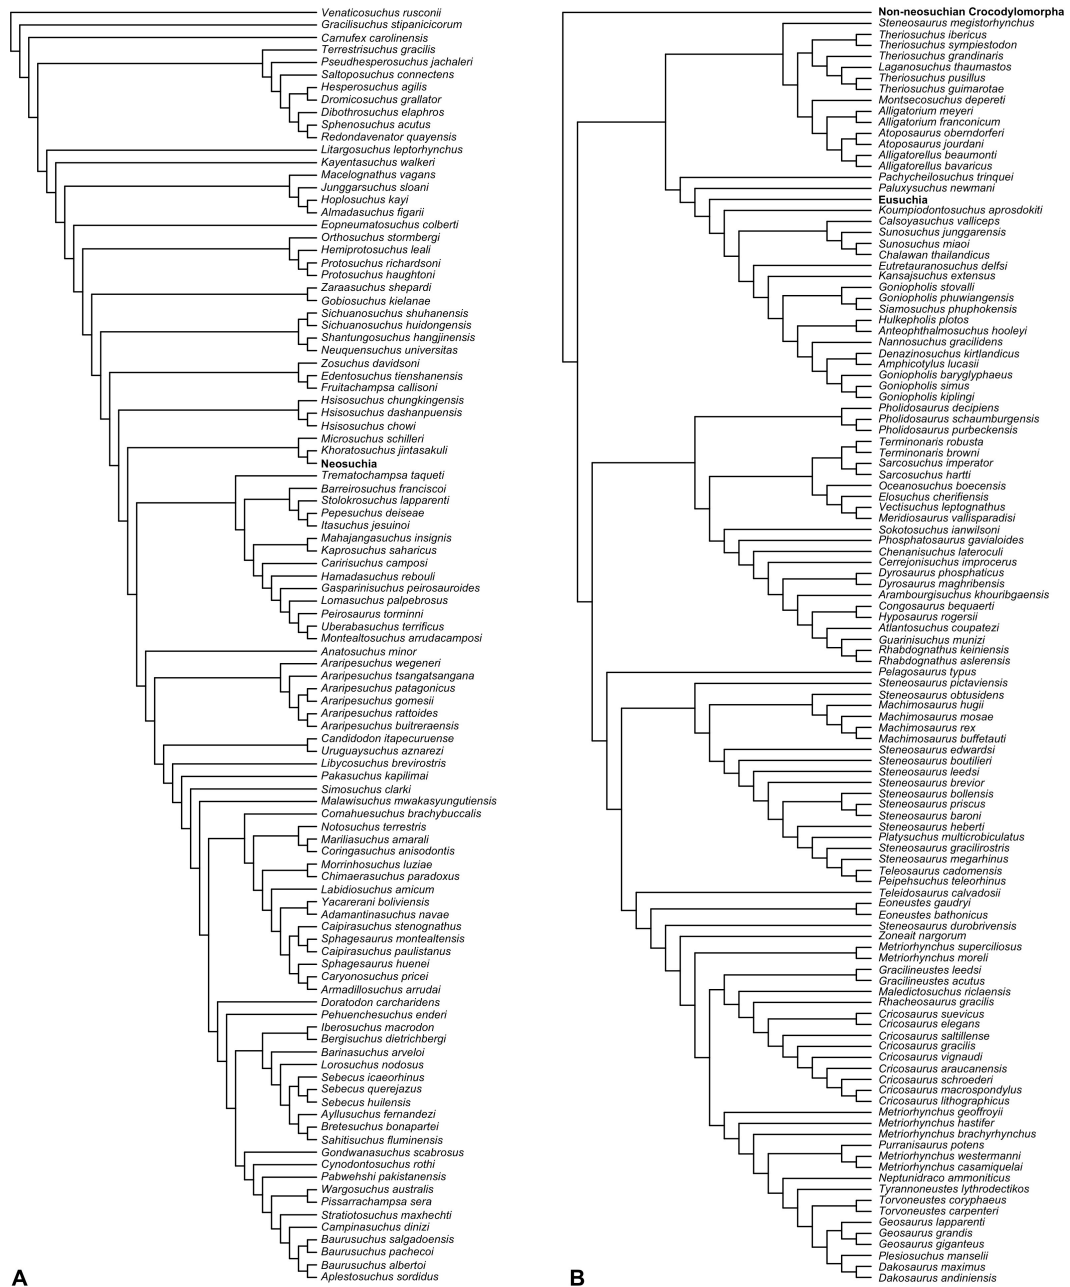 Venaticosuchus rusconii
Gracilisuchus stipanicicorum
Carnufex carolinensis
Terrestrisuchus gracilis
Pseudhesperosuchus jachaleri
Saltoposuchus connectens
Hesperosuchus agilis
Dromicosuchus grallator
Dibothrosuchus elaphros
Sphenosuchus acutus
Redondavenator quayensis
Litargosuchus leptorhynchus
Kayentasuchus walkeri
Macelognathus vagans
Junggarsuchus sloani
Hoplosuchus kayi
Almadasuchus figarii
Eopneumatosuchus colberti
Orthosuchus stormbergi
Hemiprotosuchus leali
Protosuchus richardsoni
Protosuchus haughtoni
Zaraasuchus shepardi
Gobiosuchus kielanae
Sichuanosuchus shuhanensis
Sichuanosuchus huidongensis
Shantungosuchus hangjinensis
Neuquensuchus universitas
Zosuchus davidsoni
Edentosuchus tienshanensis
Fruitachampsa callisoni
Hsisosuchus chungkingensis
Hsisosuchus dashanpuensis
Hsisosuchus chowi
Microsuchus schilleri
Khoratosuchus jintasakuli
Neosuchia
Trematochampsa taqueti
Barreirosuchus franciscoi
Stolokrosuchus lapparenti
Pepesuchus deiseae
Itasuchus jesuinoi
Mahajangasuchus insignis
Kaprosuchus saharicus
Caririsuchus camposi
Hamadasuchus rebouli
Gasparinisuchus peirosauroides
Lomasuchus palpebrosus
Peirosaurus torminni
Uberabasuchus terrificus
Montealtosuchus arrudacamposi
Anatosuchus minor
Araripesuchus wegeneri
Araripesuchus tsangatsangana
Araripesuchus patagonicus
Araripesuchus gomesii
Araripesuchus rattoides
Araripesuchus buitreraensis
Candidodon itapecuruense
Uruguaysuchus aznarezi
Libycosuchus brevirostris
Pakasuchus kapilimai
Simosuchus clarki
Malawisuchus mwakasyungutiensis
Comahuesuchus brachybuccalis
Notosuchus terrestris
Mariliasuchus amarali
Coringasuchus anisodontis
Morrinhosuchus luziae
Chimaerasuchus paradoxus
Labidiosuchus amicum
Yacarerani boliviensis
Adamantinasuchus navae
Caipirasuchus stenognathus
Sphagesaurus montealtensis
Caipirasuchus paulistanus
Sphagesaurus huenei
Caryonosuchus pricei
Armadillosuchus arrudai
Doratodon carcharidens
Pehuenchesuchus enderi
Iberosuchus macrodon
Bergisuchus dietrichbergi
Barinasuchus arveloi
Lorosuchus nodosus
Sebecus icaeorhinus
Sebecus querejazus
Sebecus huilensis
Ayllusuchus fernandezi
Bretesuchus bonapartei
Sahitisuchus fluminensis
Gondwanasuchus scabrosus
Cynodontosuchus rothi
Pabwehshi pakistanensis
Wargosuchus australis
Pissarrachampsa sera
Stratiotosuchus maxhechti
Campinasuchus dinizi
Baurusuchus salgadoensis
Baurusuchus pachecoi
Baurusuchus albertoi
Aplestosuchus sordidus
A
Non-neosuchian Crocodylomorpha
Steneosaurus megistorhynchus
Theriosuchus ibericus
Theriosuchus sympiestodon
Theriosuchus grandinaris
Laganosuchus thaumastos
Theriosuchus pusillus
Theriosuchus guimarotae
Montsecosuchus depereti
Alligatorium meyeri
Alligatorium franconicum
Atoposaurus oberndorferi
Atoposaurus jourdani
Alligatorellus beaumonti
Alligatorellus bavaricus
Pachycheilosuchus trinquei
Paluxysuchus newmani
Eusuchia
Koumpiodontosuchus aprosdokiti
Calsoyasuchus valliceps
Sunosuchus junggarensis
Sunosuchus miaoi
Chalawan thailandicus
Eutretauranosuchus delfsi
Kansajsuchus extensus
Goniopholis stovalli
Goniopholis phuwiangensis
Siamosuchus phuphokensis
Hulkepholis plotos
Anteophthalmosuchus hooleyi
Nannosuchus gracilidens
Denazinosuchus kirtlandicus
Amphicotylus lucasii
Goniopholis baryglyphaeus
Goniopholis simus
Goniopholis kiplingi
Pholidosaurus decipiens
Pholidosaurus schaumburgensis
Pholidosaurus purbeckensis
Terminonaris robusta
Terminonaris browni
Sarcosuchus imperator
Sarcosuchus hartti
Oceanosuchus boecensis
Elosuchus cherifiensis
Vectisuchus leptognathus
Meridiosaurus vallisparadisi
Sokotosuchus ianwilsoni
Phosphatosaurus gavialoides
Chenanisuchus lateroculi
Cerrejonisuchus improcerus
Dyrosaurus phosphaticus
Dyrosaurus maghribensis
Arambourgisuchus khouribgaensis
Congosaurus bequaerti
Hyposaurus rogersii
Atlantosuchus coupatezi
Guarinisuchus munizi
Rhabdognathus keiniensis
Rhabdognathus aslerensis
Pelagosaurus typus
Steneosaurus pictaviensis
Steneosaurus obtusidens
Machimosaurus hugii
Machimosaurus mosae
Machimosaurus rex
Machimosaurus buffetauti
Steneosaurus edwardsi
Steneosaurus boutilieri
Steneosaurus leedsi
Steneosaurus brevior
Steneosaurus bollensis
Steneosaurus priscus
Steneosaurus baroni
Steneosaurus heberti
Platysuchus multicrobiculatus
Steneosaurus gracilirostris
Steneosaurus megarhinus
Teleosaurus cadomensis
Peipehsuchus teleorhinus
Teleidosaurus calvadosii
Eoneustes gaudryi
Eoneustes bathonicus
Steneosaurus durobrivensis
Zoneait nargorum
Metriorhynchus superciliosus
Metriorhynchus moreli
Gracilineustes leedsi
Gracilineustes acutus
Maledictosuchus riclaensis
Rhacheosaurus gracilis
Cricosaurus suevicus
Cricosaurus elegans
Cricosaurus saltillense
Cricosaurus gracilis
Cricosaurus vignaudi
Cricosaurus araucanensis
Cricosaurus schroederi
Cricosaurus macrospondylus
Cricosaurus lithographicus
Metriorhynchus geoffroyii
Metriorhynchus hastifer
Metriorhynchus brachyrhynchus
Purranisaurus potens
Metriorhynchus westermanni
Metriorhynchus casamiquelai
Neptunidraco ammoniticus
Tyrannoneustes lythrodectikos
Torvoneustes coryphaeus
Torvoneustes carpenteri
Geosaurus lapparenti
Geosaurus grandis
Geosaurus giganteus
Plesiosuchus manselii
Dakosaurus maximus
Dakosaurus andiniensis
B